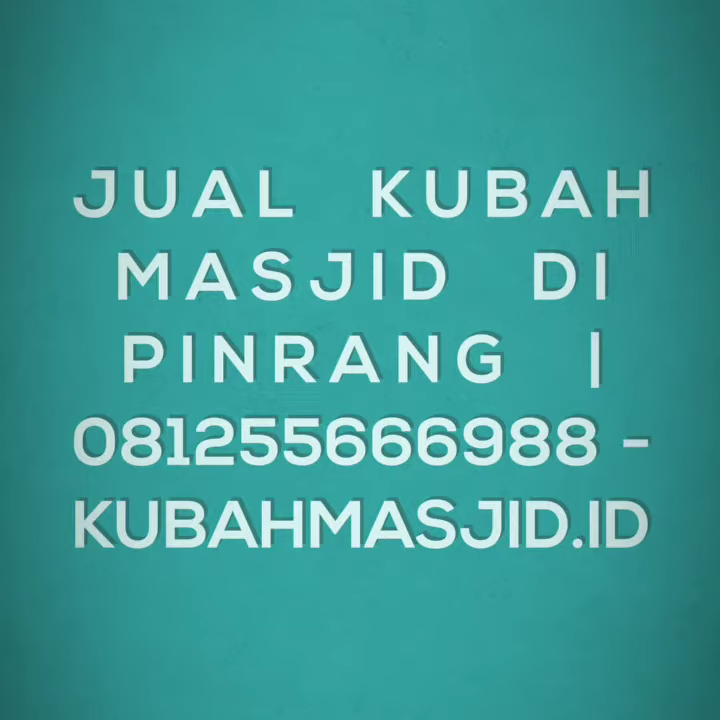 JUAL KUBAH
MASJID DI
PINRANG |
081255666988 -
KUBAHMASJID.ID